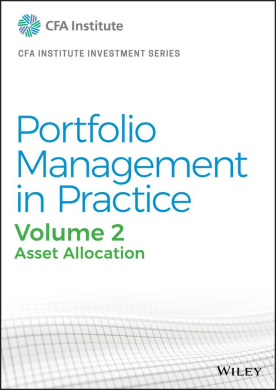 CFA Institute
CFA INSTITUTE INVESTMENT SERIES
Portfolio
Management
in Practice
Volume 2
Asset Allocation
WILEY